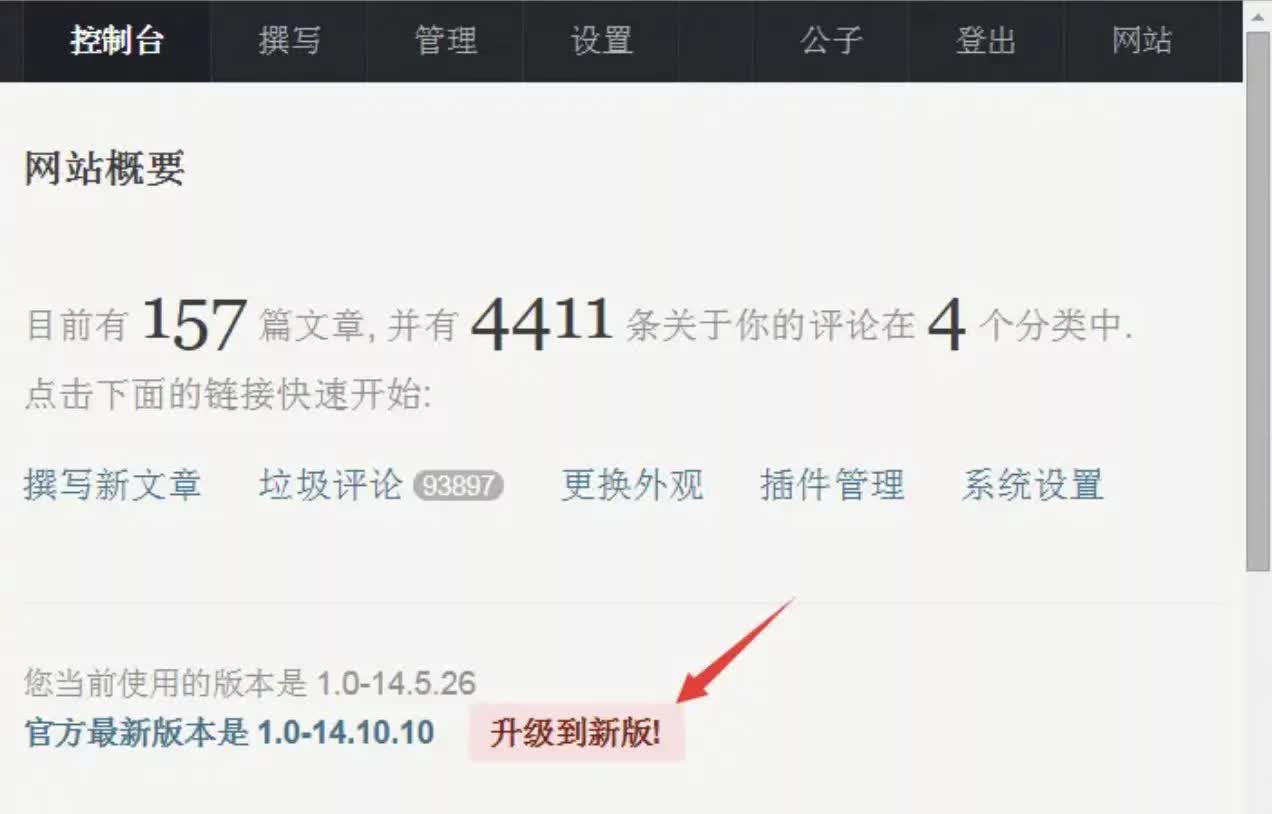 控制台 撰写 管理 设置 公子 登出 网站
网站概要
目前有 157 篇文章, 并有 4411 条关于你的评论在 4 个分类中.
点击下面的链接快速开始:
撰写新文章 垃圾评论 93897 更换外观 插件管理 系统设置
您当前使用的版本是 1.0-14.5.26
官方最新版本是 1.0-14.10.10 升级到新版!